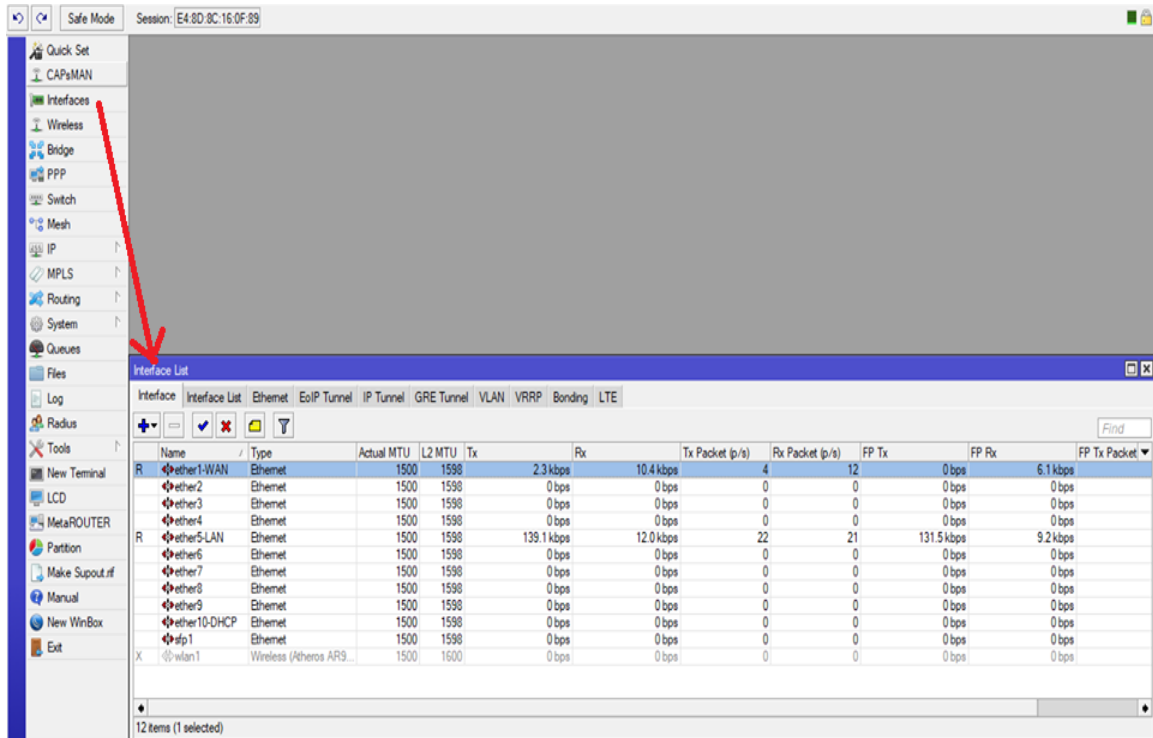 Safe Mode Session: E4:8D:8C:16:0F:89
Quick Set
CAPsMAN
Interfaces
Wireless
Bridge
PPP
Switch
Mesh
IP
MPLS
Routing
System
Queues
Files
Log
Radius
Tools
New Terminal
LCD
MetaROUTER
Partition
Make Supout.rif
Manual
New WinBox
Exit
Interface List
Interface Interface List Ethernet EoIP Tunnel IP Tunnel GRE Tunnel VLAN VRRP Bonding LTE
Find
Name / Type Actual MTU L2 MTU Tx Rx Tx Packet (p/s) Rx Packet (p/s) FP Tx FP Rx FP Tx Packet
R ether1-WAN Ethernet 1500 1598 2.3 kbps 10.4 kbps 4 12 0 bps 6.1 kbps
ether2 Ethernet 1500 1598 0 bps 0 bps 0 0 0 bps 0 bps
ether3 Ethernet 1500 1598 0 bps 0 bps 0 0 0 bps 0 bps
ether4 Ethernet 1500 1598 0 bps 0 bps 0 0 0 bps 0 bps
R ether5-LAN Ethernet 1500 1598 139.1 kbps 12.0 kbps 22 21 131.5 kbps 9.2 kbps
ether6 Ethernet 1500 1598 0 bps 0 bps 0 0 0 bps 0 bps
ether7 Ethernet 1500 1598 0 bps 0 bps 0 0 0 bps 0 bps
ether8 Ethernet 1500 1598 0 bps 0 bps 0 0 0 bps 0 bps
ether9 Ethernet 1500 1598 0 bps 0 bps 0 0 0 bps 0 bps
ether10-DHCP Ethernet 1500 1598 0 bps 0 bps 0 0 0 bps 0 bps
sfp1 Ethernet 1500 1598 0 bps 0 bps 0 0 0 bps 0 bps
X wlan1 Wireless (Atheros AR9... 1500 1600 0 bps 0 bps 0 0 0 bps 0 bps
12 items (1 selected)